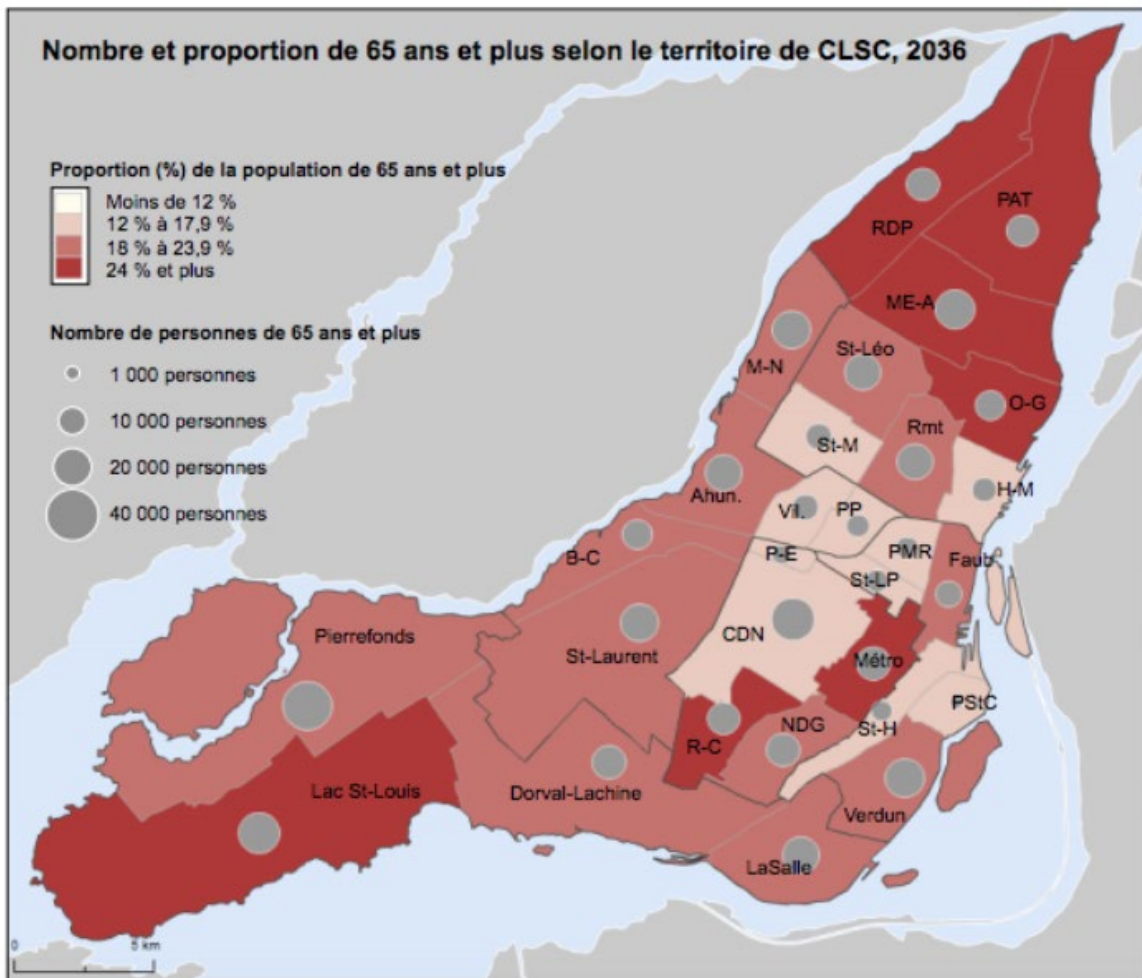 Nombre et proportion de 65 ans et plus selon le territoire de CLSC, 2036
Proportion (%) de la population de 65 ans et plus
Moins de 12 %
12 % à 17,9 %
18 % à 23,9 %
24 % et plus
Nombre de personnes de 65 ans et plus
1 000 personnes
10 000 personnes
20 000 personnes
40 000 personnes
PAT
RDP
ME-A
St-Léo
M-N
O-G
Rmt
St-M
H-M
Ahun.
Vil.
PP
B-C
P-E
PMR
Faub
St-LP
Pierrefonds
CDN
St-Laurent
Métro
PStC
NDG
St-H
R-C
Lac St-Louis
Dorval-Lachine
Verdun
LaSalle
0 5 km